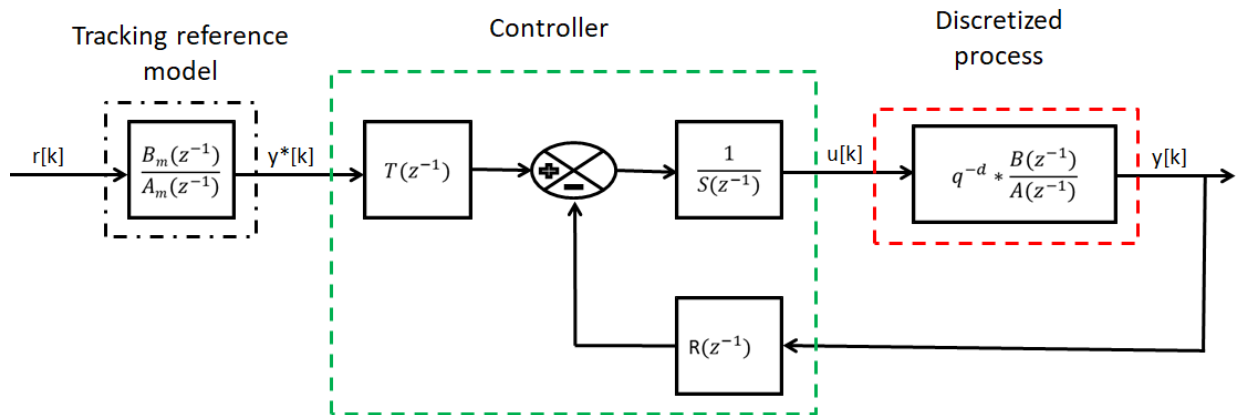 Tracking reference
model
Controller
Discretized
process
r[k]
B_m(z^{-1})
A_m(z^{-1})
y*[k]
T(z^{-1})
+
−
1
S(z^{-1})
u[k]
q^{-d} * B(z^{-1})
A(z^{-1})
y[k]
R(z^{-1})